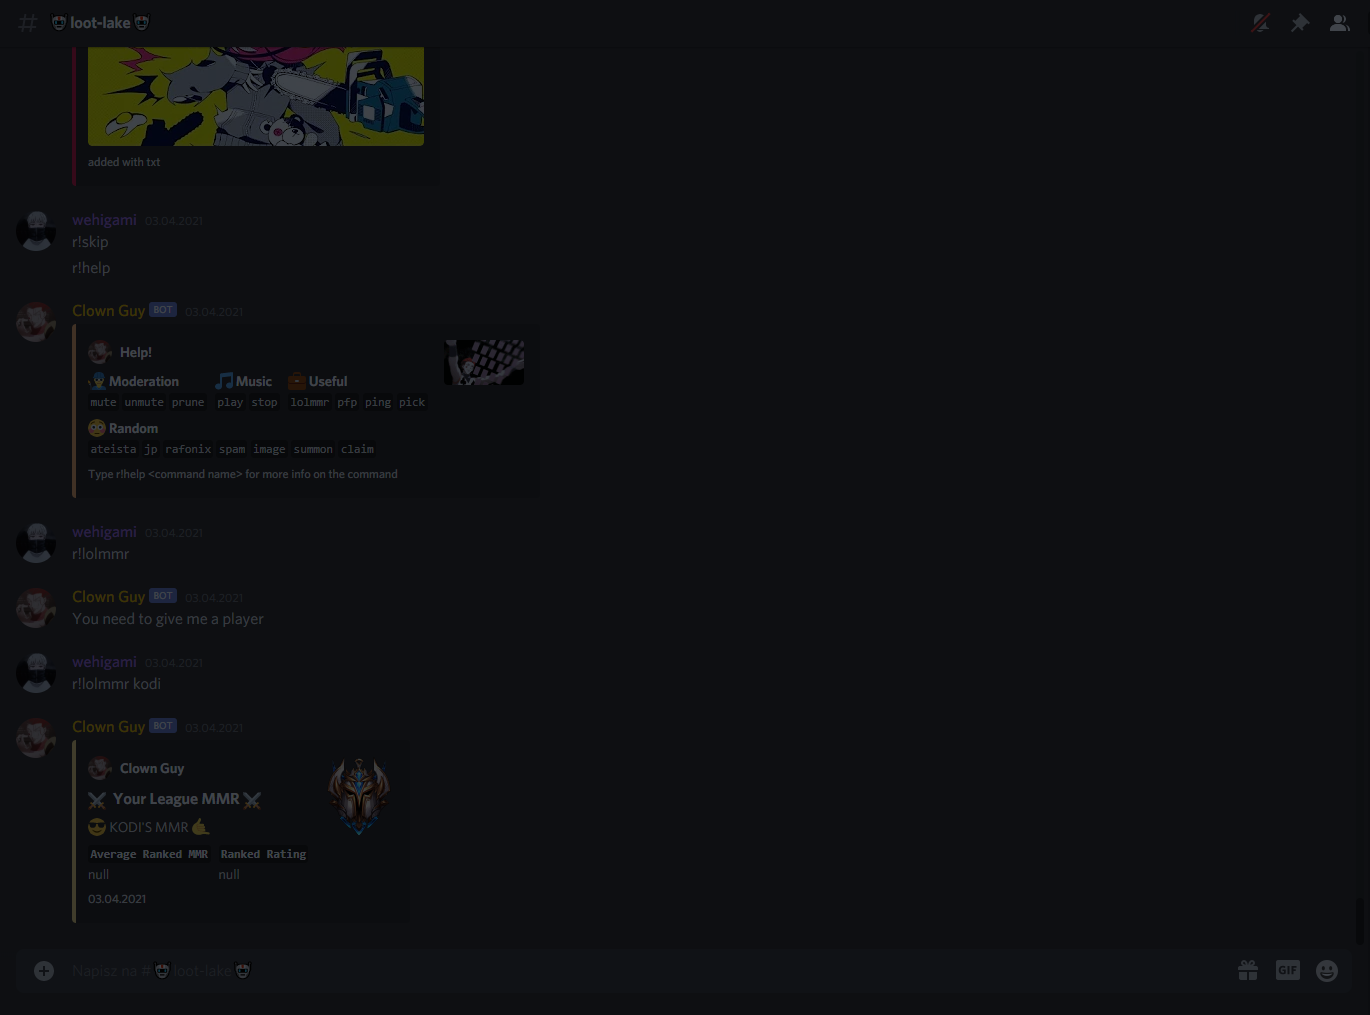 loot-lake
added with txt
wehigami 03.04.2021
r!skip
r!help
Clown Guy BOT 03.04.2021
Help!
Moderation Music Useful
mute unmute prune play stop lolmmr pfp ping pick
Random
ateista jp rafonix spam image summon claim
Type r!help <command name> for more info on the command
wehigami 03.04.2021
r!lolmmr
Clown Guy BOT 03.04.2021
You need to give me a player
wehigami 03.04.2021
r!lolmmr kodi
Clown Guy BOT 03.04.2021
Clown Guy
Your League MMR
KODI'S MMR
Average Ranked MMR Ranked Rating
null null
03.04.2021
Napisz na # loot-lake
GIF